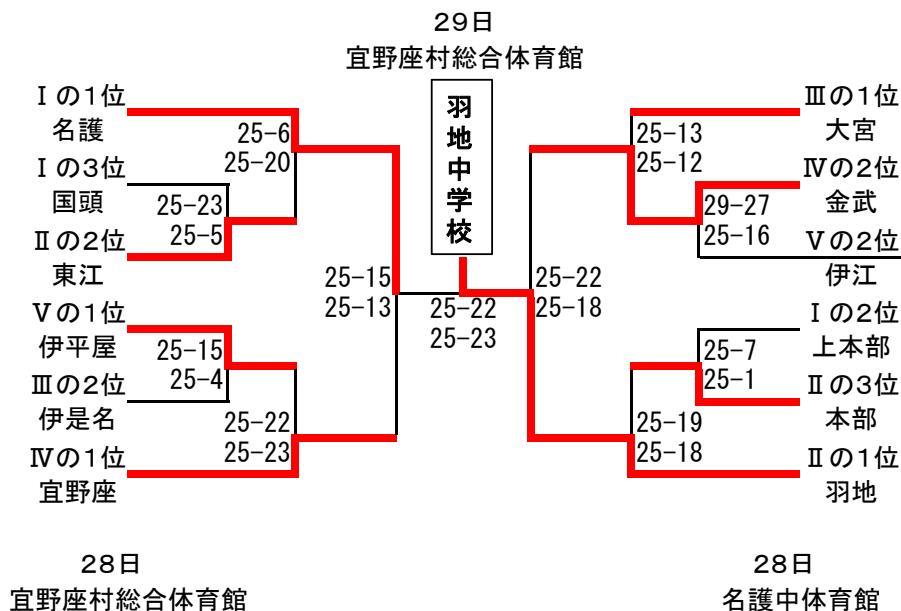 29日
宜野座村総合体育館
羽地中学校
Ⅰの1位
名護
Ⅰの3位
国頭
Ⅱの2位
東江
Ⅴの1位
伊平屋
Ⅲの2位
伊是名
Ⅳの1位
宜野座
25-6
25-20
25-23
25-5
25-15
25-13
25-15
25-4
25-22
25-23
25-22
25-23
25-22
25-18
25-13
25-12
29-27
25-16
25-7
25-1
25-19
25-18
Ⅲの1位
大宮
Ⅳの2位
金武
Ⅴの2位
伊江
Ⅰの2位
上本部
Ⅱの3位
本部
Ⅱの1位
羽地
28日
宜野座村総合体育館
28日
名護中体育館